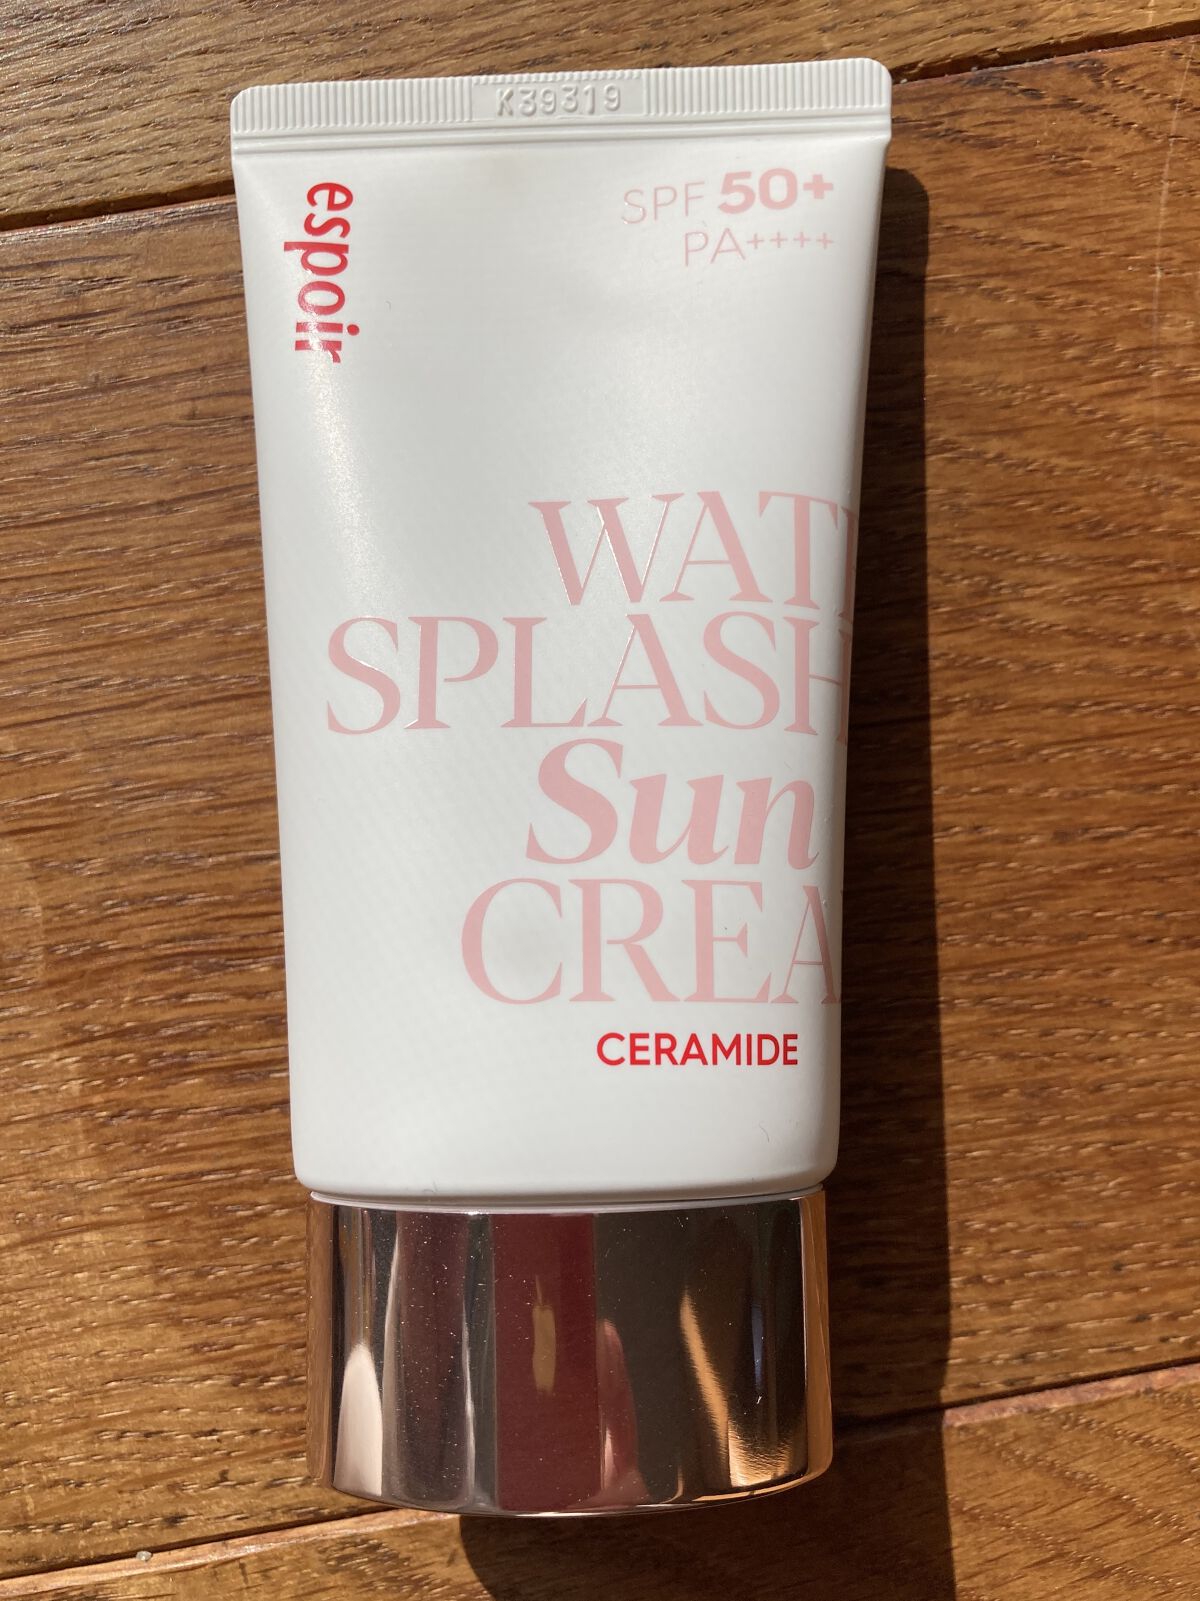 K39319
espoir
SPF 50+
PA++++
WAT
SPLASH
Sun
CREA
CERAMIDE